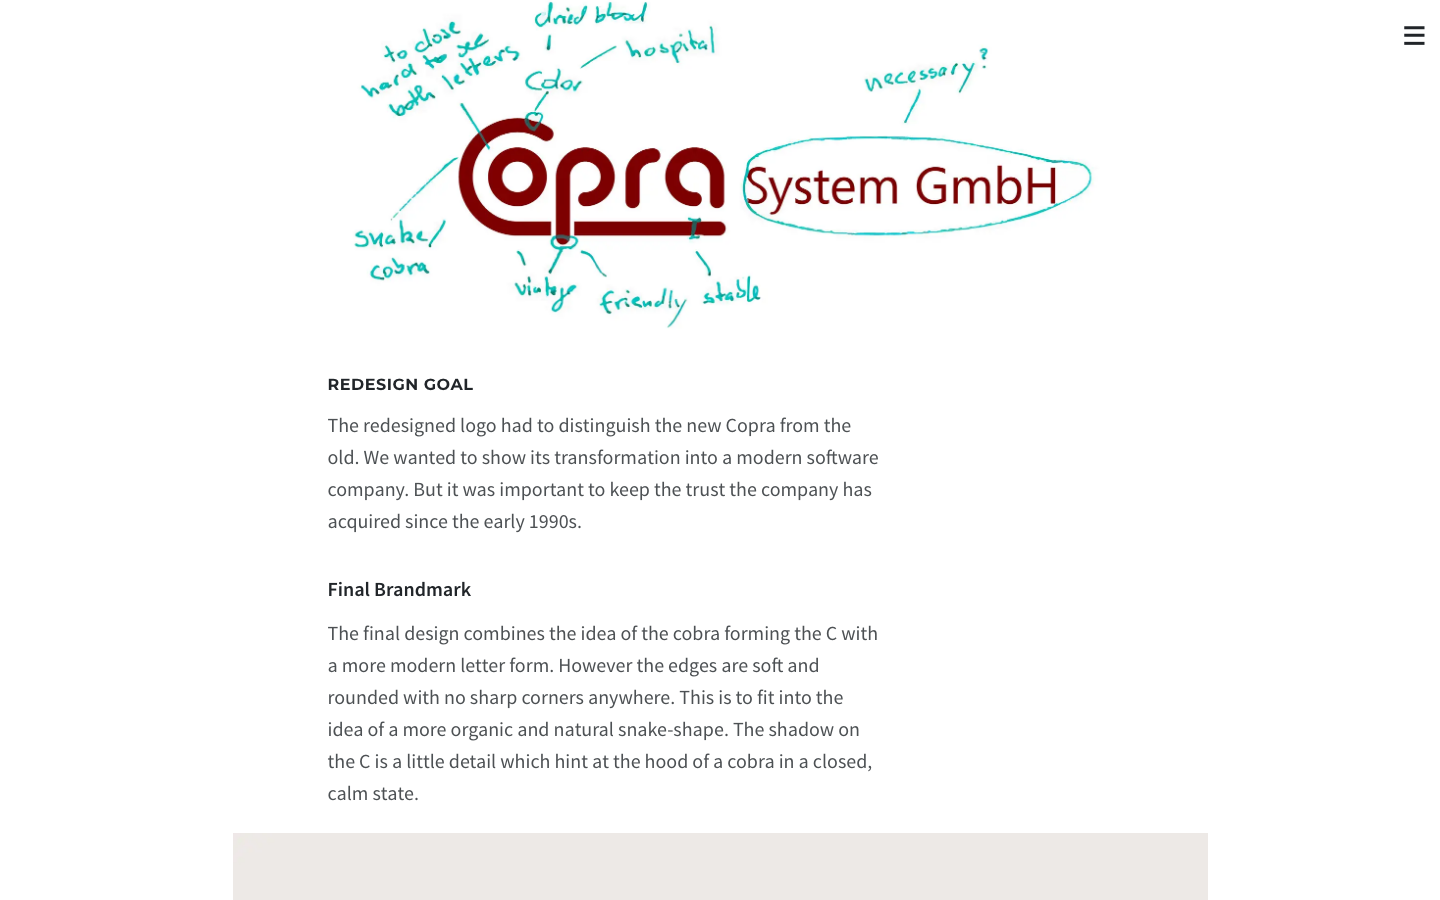 dried blood
to close
hard to see
both letters
Color
hospital
necessary?
Copra System GmbH
snake/
cobra
vintage
friendly
stable
REDESIGN GOAL
The redesigned logo had to distinguish the new Copra from the
old. We wanted to show its transformation into a modern software
company. But it was important to keep the trust the company has
acquired since the early 1990s.
Final Brandmark
The final design combines the idea of the cobra forming the C with
a more modern letter form. However the edges are soft and
rounded with no sharp corners anywhere. This is to fit into the
idea of a more organic and natural snake-shape. The shadow on
the C is a little detail which hint at the hood of a cobra in a closed,
calm state.